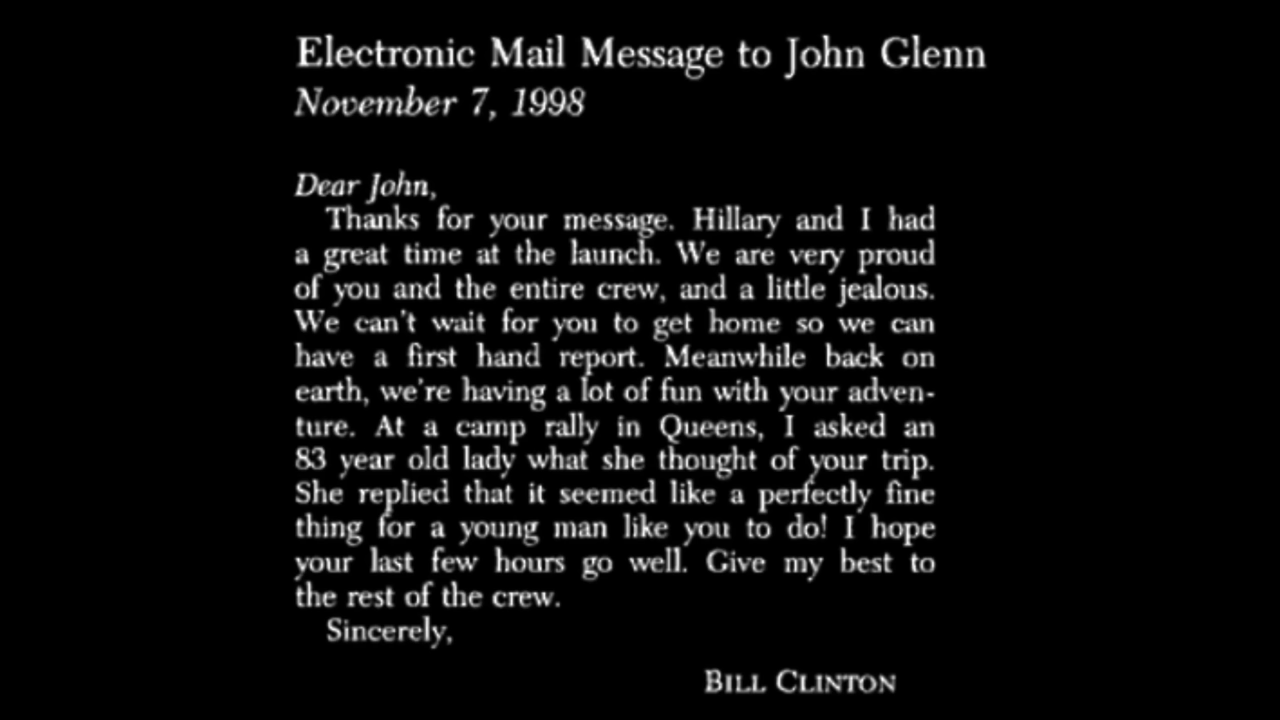 Electronic Mail Message to John Glenn
November 7, 1998
Dear John,
Thanks for your message. Hillary and I had
a great time at the launch. We are very proud
of you and the entire crew, and a little jealous.
We can't wait for you to get home so we can
have a first hand report. Meanwhile back on
earth, we're having a lot of fun with your adven-
ture. At a camp rally in Queens, I asked an
83 year old lady what she thought of your trip.
She replied that it seemed like a perfectly fine
thing for a young man like you to do! I hope
your last few hours go well. Give my best to
the rest of the crew.
Sincerely,
BILL CLINTON